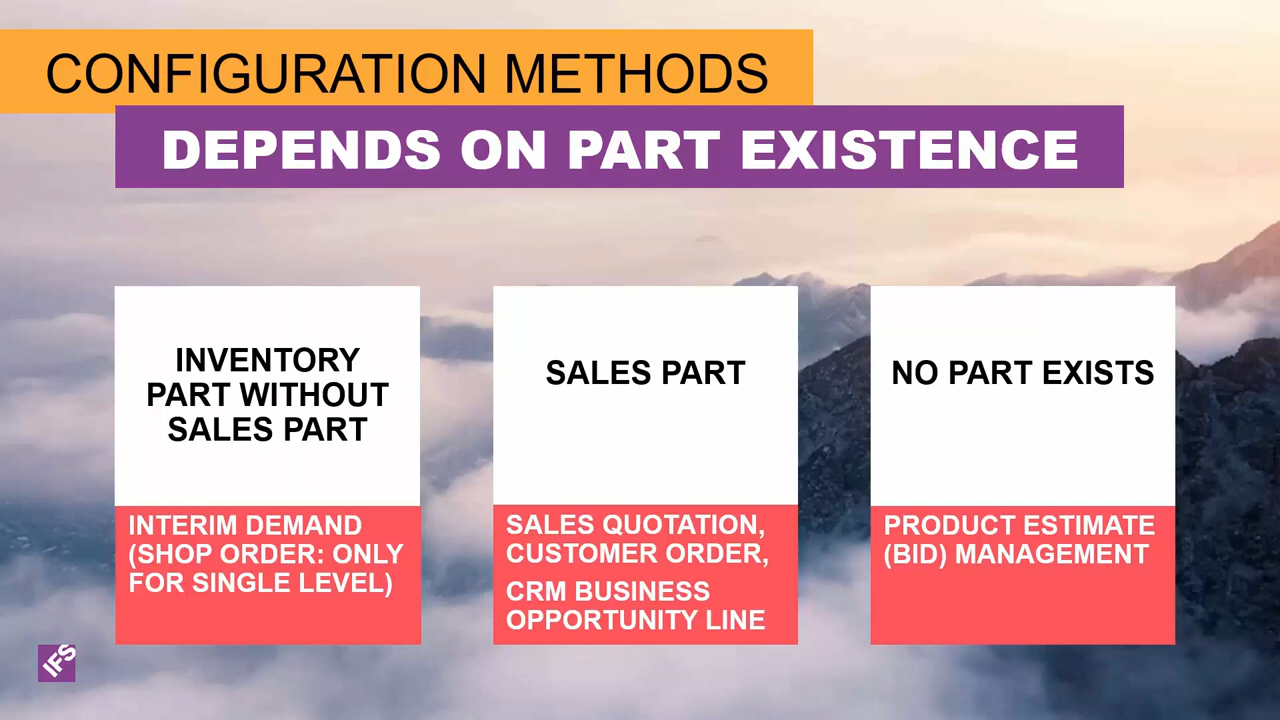 CONFIGURATION METHODS
DEPENDS ON PART EXISTENCE
INVENTORY
PART WITHOUT
SALES PART
INTERIM DEMAND
(SHOP ORDER: ONLY
FOR SINGLE LEVEL)
SALES PART
SALES QUOTATION,
CUSTOMER ORDER,
CRM BUSINESS
OPPORTUNITY LINE
NO PART EXISTS
PRODUCT ESTIMATE
(BID) MANAGEMENT
IFS